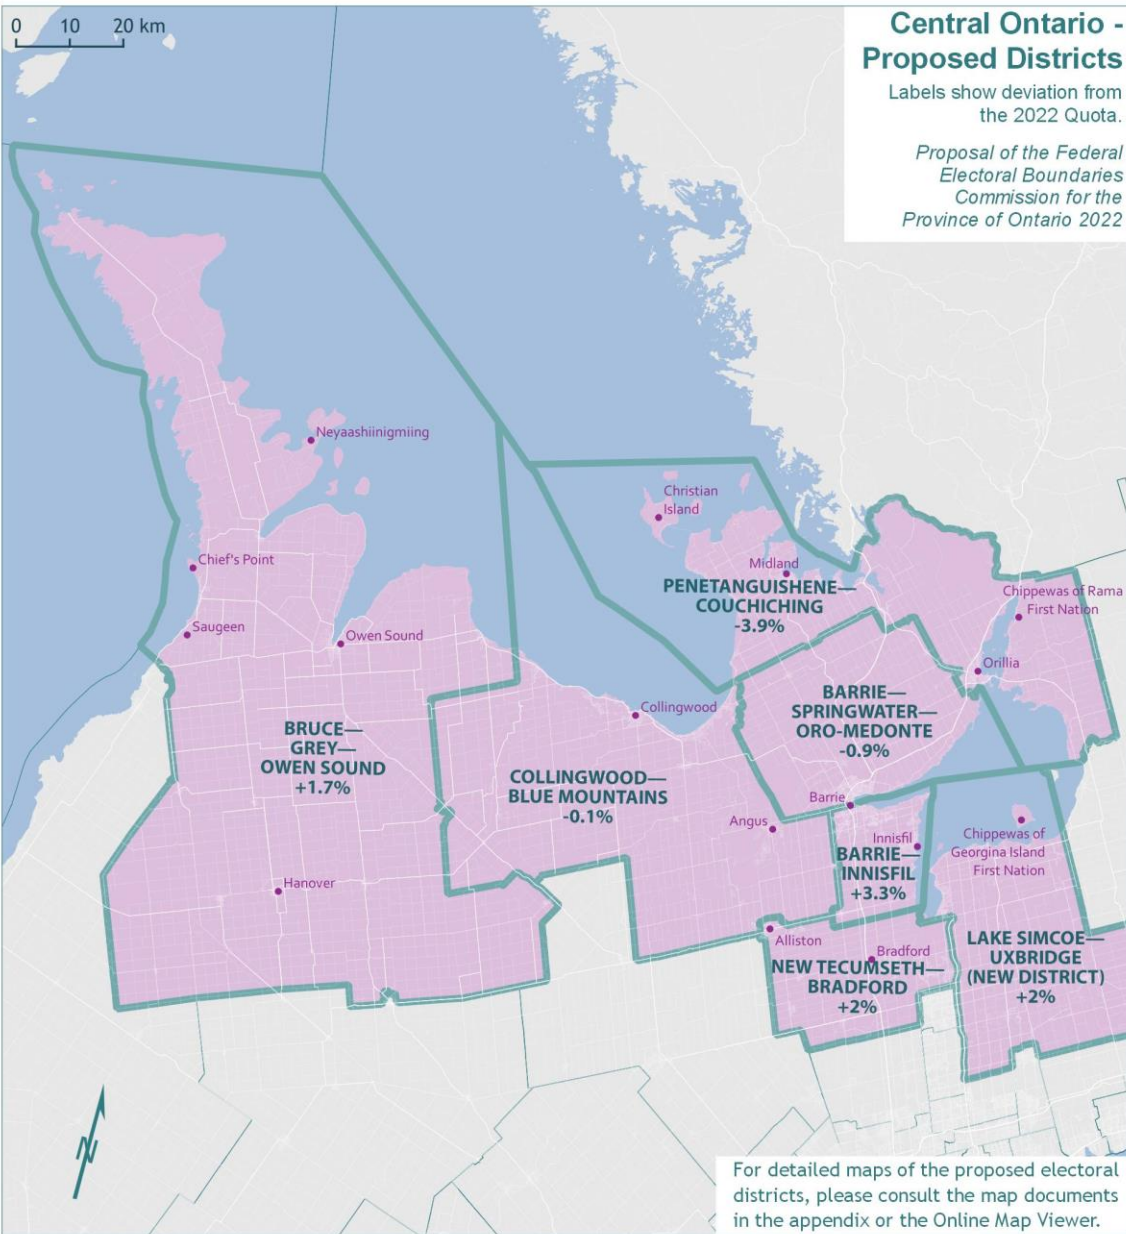 0 10 20 km
Central Ontario -
Proposed Districts
Labels show deviation from
the 2022 Quota.
Proposal of the Federal
Electoral Boundaries
Commission for the
Province of Ontario 2022
Neyaashiinigmiing
Christian
Island
Chief's Point
Midland
PENETANGUISHENE—
COUCHICHING
-3.9%
Chippewas of Rama
First Nation
Saugeen
Owen Sound
Orillia
BARRIE—
SPRINGWATER—
ORO-MEDONTE
-0.9%
Collingwood
BRUCE—
GREY—
OWEN SOUND
+1.7%
COLLINGWOOD—
BLUE MOUNTAINS
-0.1%
Barrie
Angus
Innisfil
BARRIE—
INNISFIL
+3.3%
Chippewas of
Georgina Island
First Nation
Hanover
Alliston
Bradford
NEW TECUMSETH—
BRADFORD
+2%
LAKE SIMCOE—
UXBRIDGE
(NEW DISTRICT)
+2%
N
For detailed maps of the proposed electoral
districts, please consult the map documents
in the appendix or the Online Map Viewer.